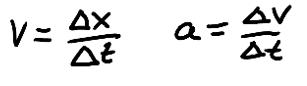 V = Δx/Δt   a = ΔV/Δt